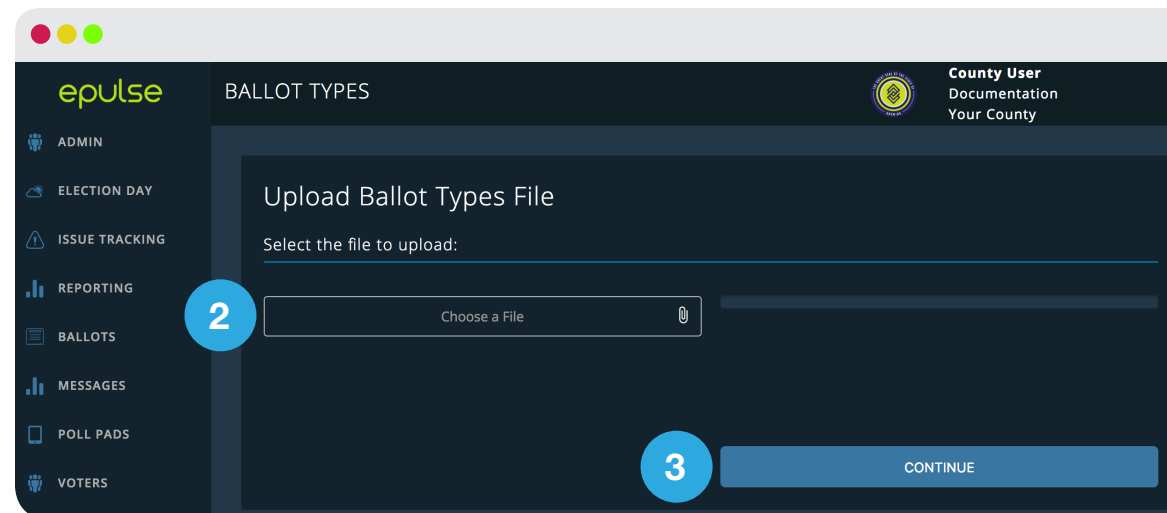 epulse
BALLOT TYPES
County User
Documentation
Your County
ADMIN
ELECTION DAY
ISSUE TRACKING
REPORTING
BALLOTS
MESSAGES
POLL PADS
VOTERS
Upload Ballot Types File
Select the file to upload:
2
Choose a File
3
CONTINUE